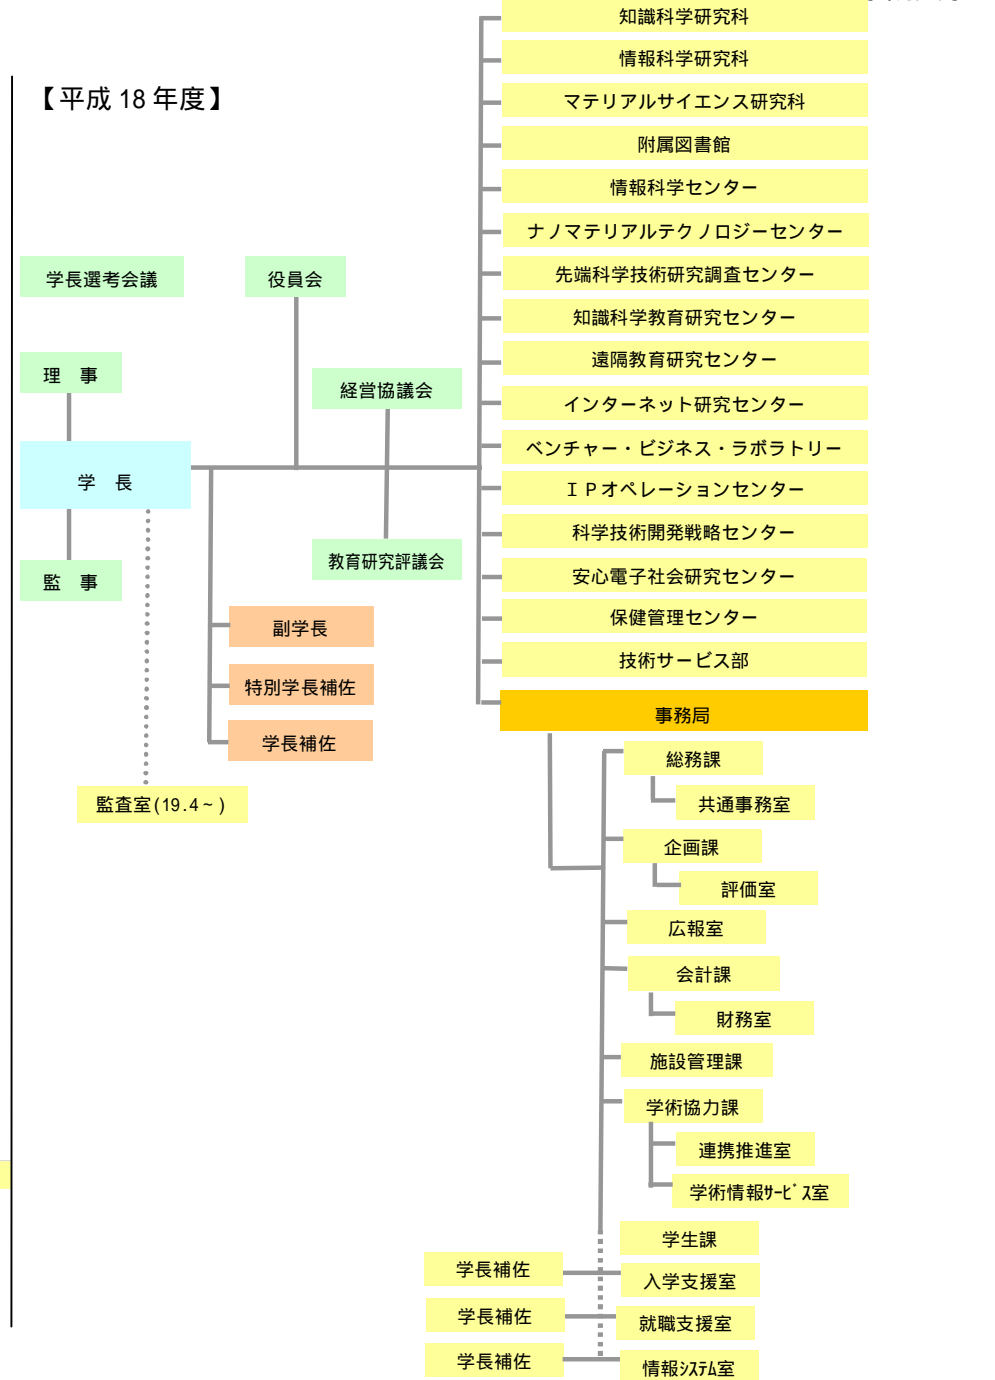 【平成 18 年度】
知識科学研究科
情報科学研究科
マテリアルサイエンス研究科
附属図書館
情報科学センター
ナノマテリアルテクノロジーセンター
先端科学技術研究調査センター
知識科学教育研究センター
遠隔教育研究センター
インターネット研究センター
ベンチャー・ビジネス・ラボラトリー
ＩＰオペレーションセンター
科学技術開発戦略センター
安心電子社会研究センター
保健管理センター
技術サービス部
事務局
学長選考会議
役員会
理　事
経営協議会
学　長
教育研究評議会
監　事
副学長
特別学長補佐
学長補佐
監査室(19.4～)
総務課
共通事務室
企画課
評価室
広報室
会計課
財務室
施設管理課
学術協力課
連携推進室
学術情報ｻｰﾋﾞｽ室
学生課
学長補佐
入学支援室
学長補佐
就職支援室
学長補佐
情報ｼｽﾃﾑ室